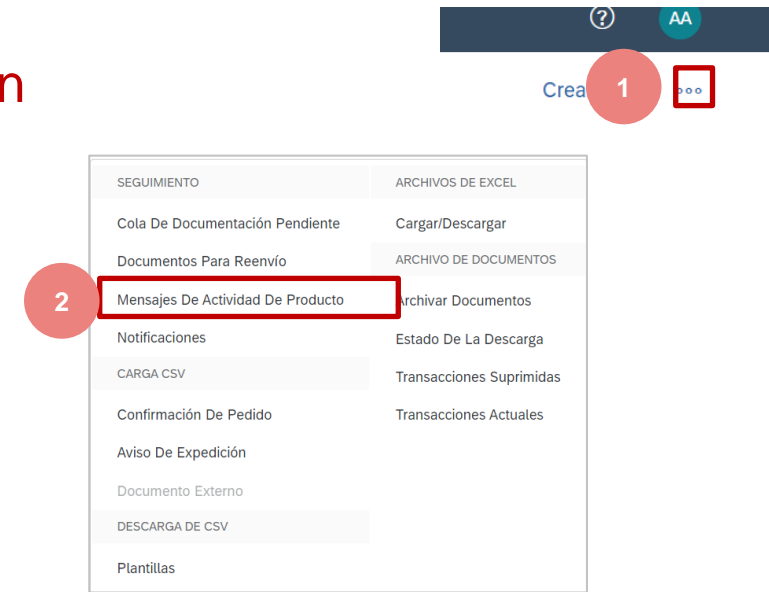 ?
AA
n
Crea
1
2
SEGUIMIENTO
Cola De Documentación Pendiente
Documentos Para Reenvío
Mensajes De Actividad De Producto
Notificaciones
CARGA CSV
Confirmación De Pedido
Aviso De Expedición
Documento Externo
DESCARGA DE CSV
Plantillas
ARCHIVOS DE EXCEL
Cargar/Descargar
ARCHIVO DE DOCUMENTOS
Archivar Documentos
Estado De La Descarga
Transacciones Suprimidas
Transacciones Actuales